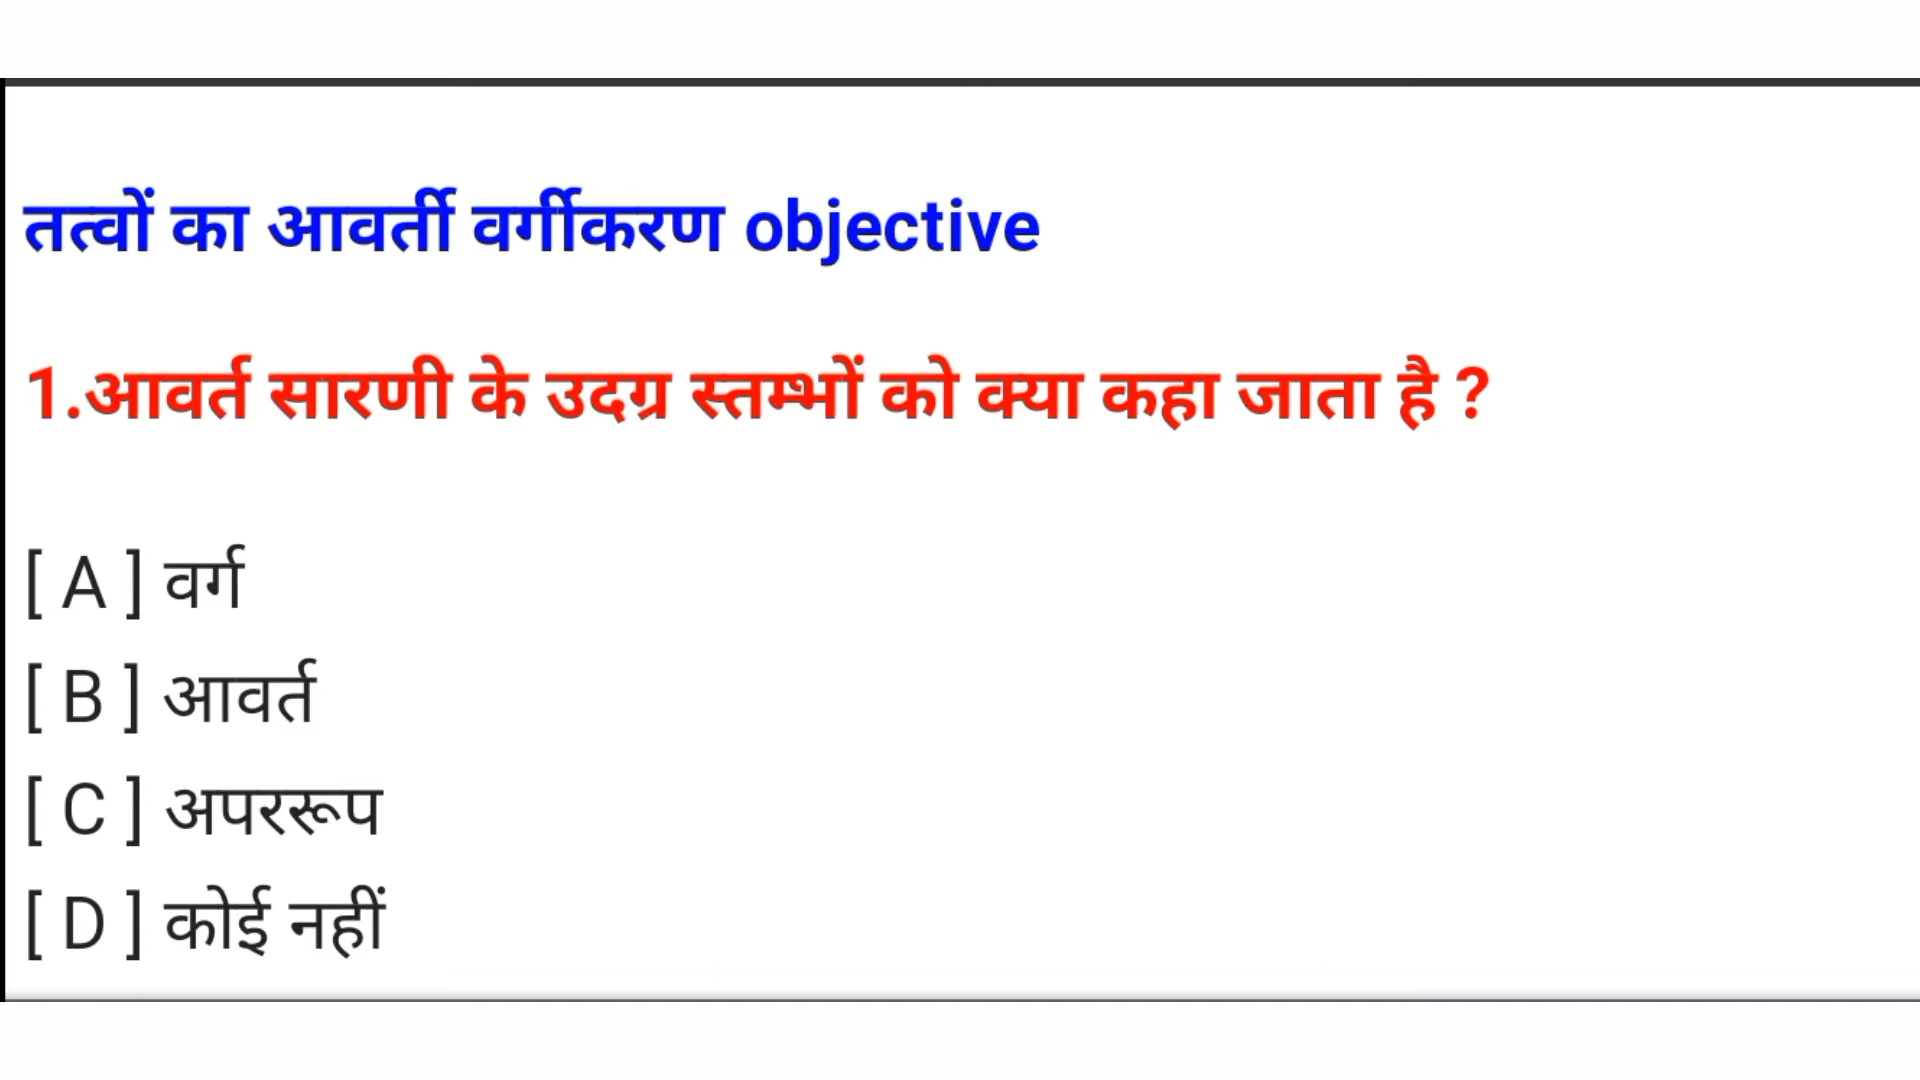 तत्वों का आवर्ती वर्गीकरण objective
1.आवर्त सारणी के उदग्र स्तम्भों को क्या कहा जाता है ?
[ A ] वर्ग
[ B ] आवर्त
[ C ] अपररूप
[ D ] कोई नहीं